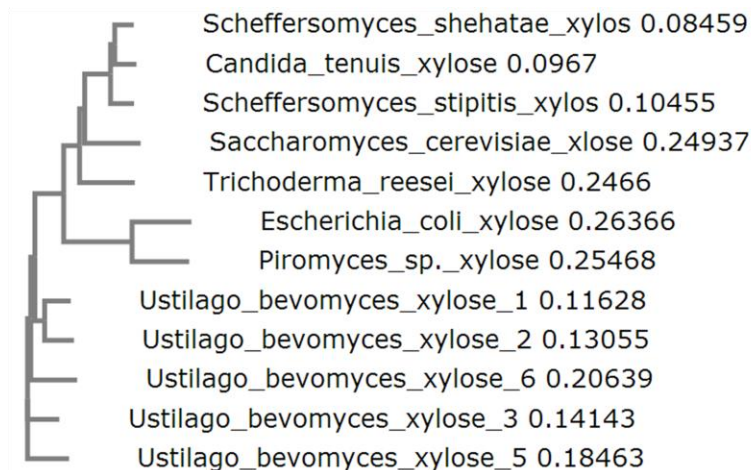 Scheffersomyces_shehatae_xylos 0.08459
Candida_tenuis_xylose 0.0967
Scheffersomyces_stipitis_xylos 0.10455
Saccharomyces_cerevisiae_xlose 0.24937
Trichoderma_reesei_xylose 0.2466
Escherichia_coli_xylose 0.26366
Piromyces_sp._xylose 0.25468
Ustilago_bevomyces_xylose_1 0.11628
Ustilago_bevomyces_xylose_2 0.13055
Ustilago_bevomyces_xylose_6 0.20639
Ustilago_bevomyces_xylose_3 0.14143
Ustilago_bevomyces_xylose_5 0.18463